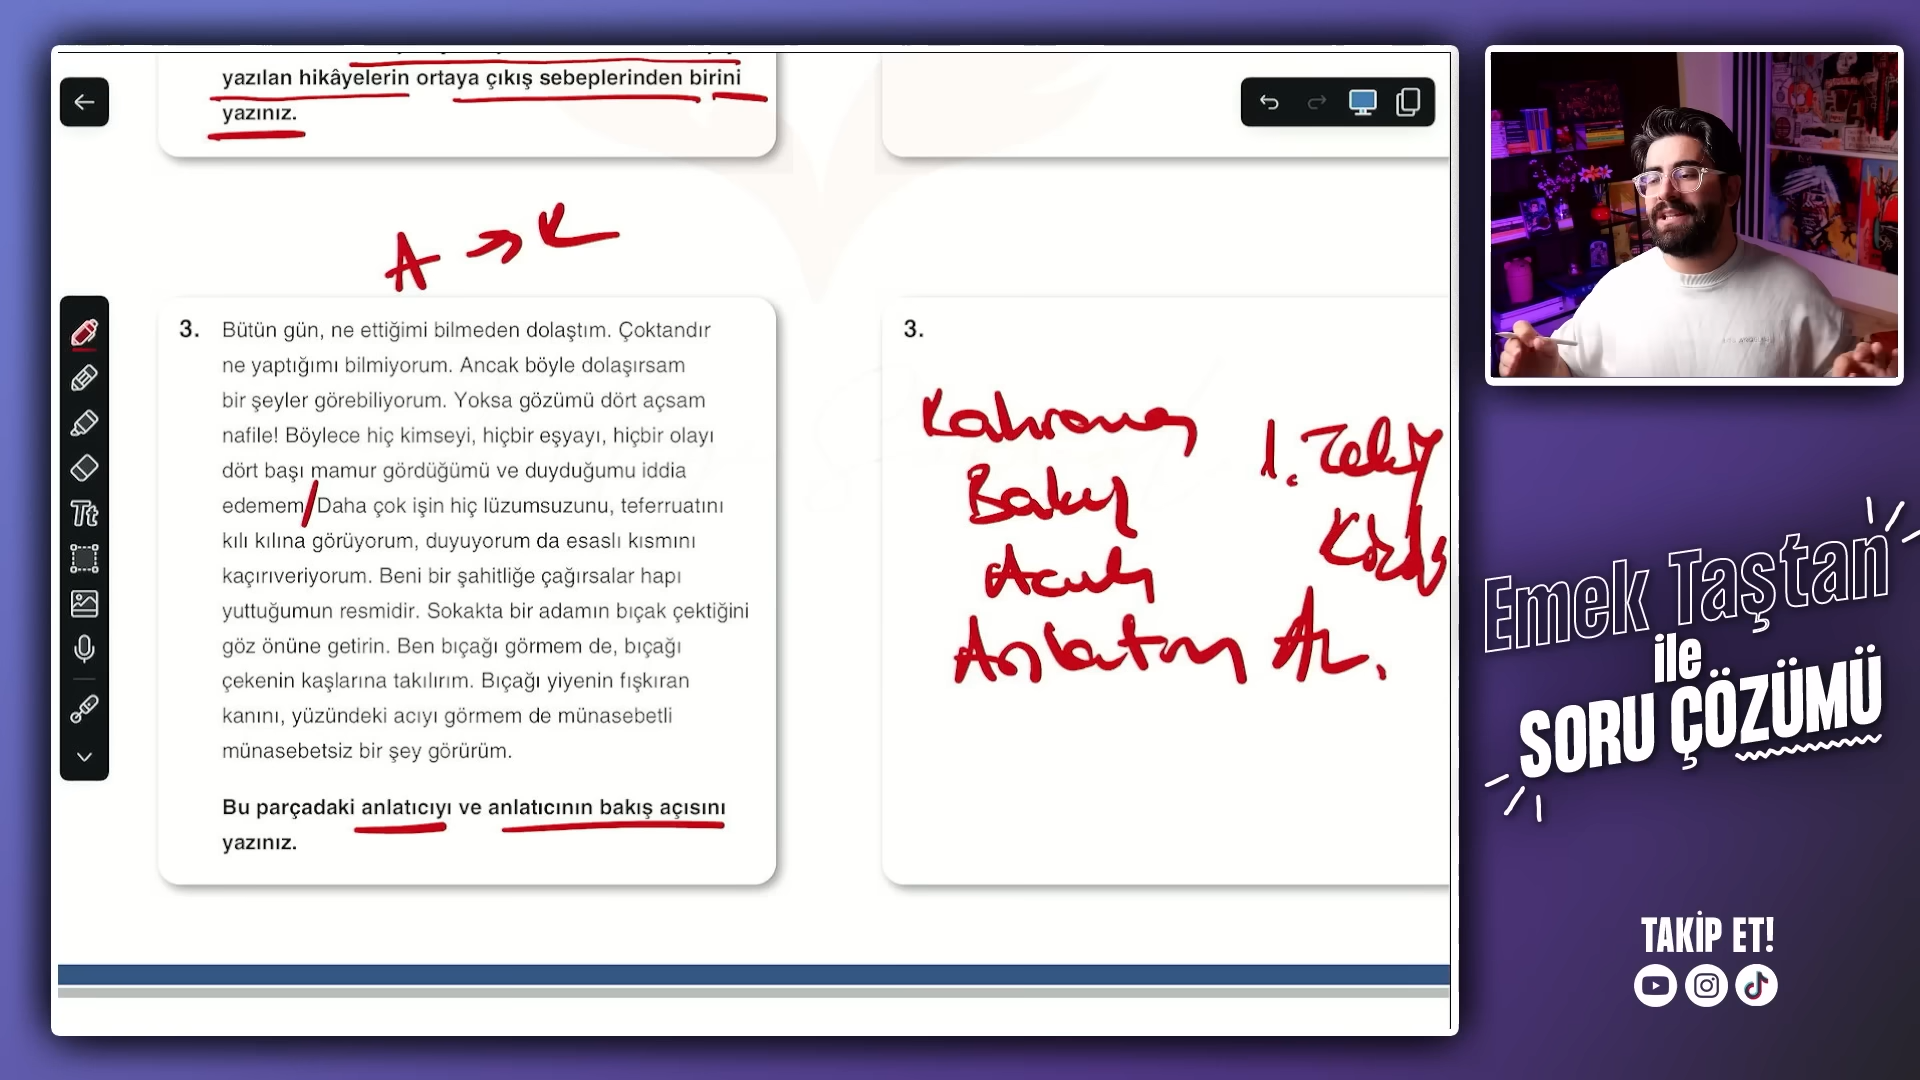 yazılan hikâyelerin ortaya çıkış sebeplerinden birini
yazınız.
A
3. Bütün gün, ne ettiğimi bilmeden dolaştım. Çoktandır
ne yaptığımı bilmiyorum. Ancak böyle dolaşırsam
bir şeyler görebiliyorum. Yoksa gözümü dört açsam
nafile! Böylece hiç kimseyi, hiçbir eşyayı, hiçbir olayı
dört başı mamur gördüğümü ve duyduğumu iddia
edemem. Daha çok işin hiç lüzumsuzunu, teferruatını
kılı kılına görüyorum, duyuyorum da esaslı kısmını
kaçırıveriyorum. Beni bir şahitliğe çağırsalar hapı
yuttuğumun resmidir. Sokakta bir adamın bıçak çektiğini
göz önüne getirin. Ben bıçağı görmem de, bıçağı
çekenin kaşlarına takılırım. Bıçağı yiyenin fışkıran
kanını, yüzündeki acıyı görmem de münasebetli
münasebetsiz bir şey görürüm.
Bu parçadaki anlatıcıyı ve anlatıcının bakış açısını
yazınız.
3.
Kahraman
Bakış
Açılı
Anlatım
1. Tekil
Tt
Emek Taştan
ile
SORU ÇÖZÜMÜ
TAKİP ET!